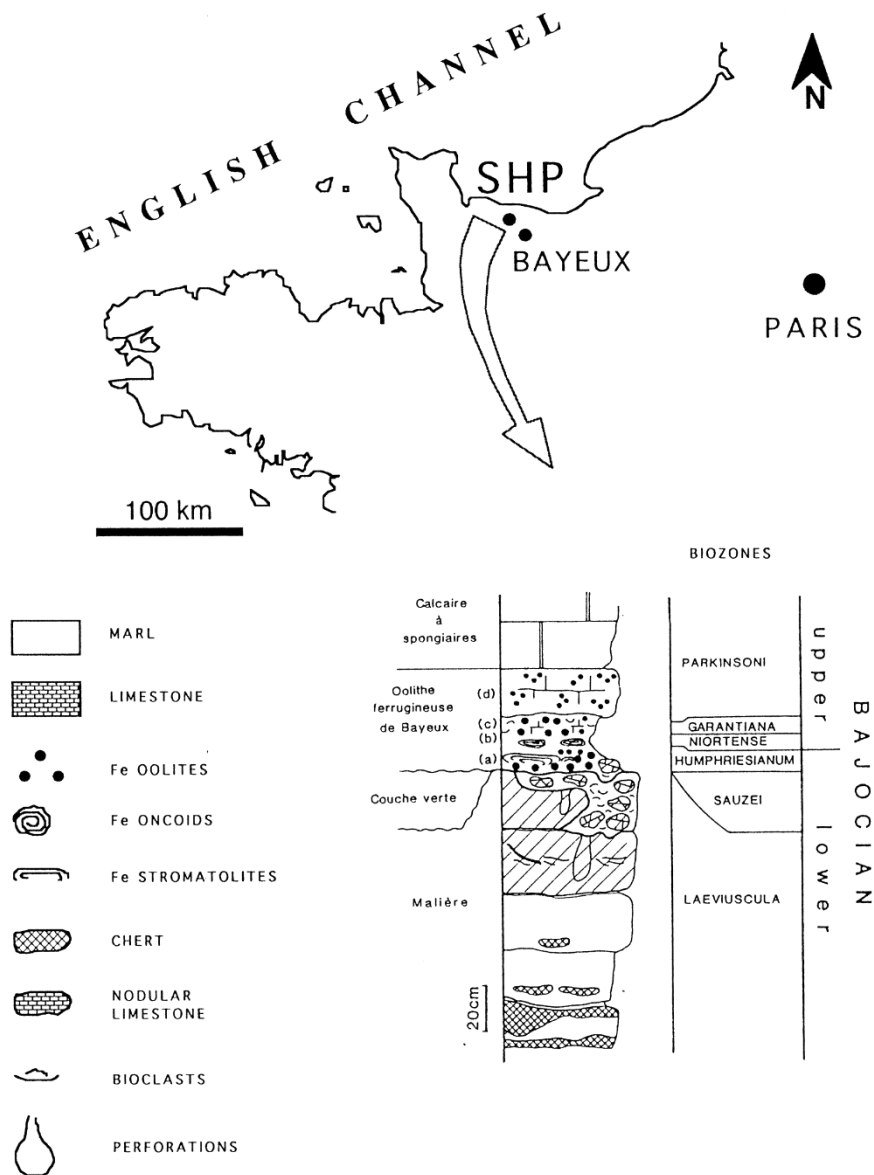 ENGLISH CHANNEL
N
SHP
BAYEUX
PARIS
100 km
MARL
LIMESTONE
Fe OOLITES
Fe ONCOIDS
Fe STROMATOLITES
CHERT
NODULAR
LIMESTONE
BIOCLASTS
PERFORATIONS
Calcaire
à
spongiaires
Oolithe
ferrugineuse
de Bayeux
(d)
(c)
(b)
(a)
Couche verte
Malière
20cm
BIOZONES
PARKINSONI
GARANTIANA
NIORTENSE
HUMPHRIESIANUM
SAUZEI
LAEVIUSCULA
upper
lower
BAJOCIAN